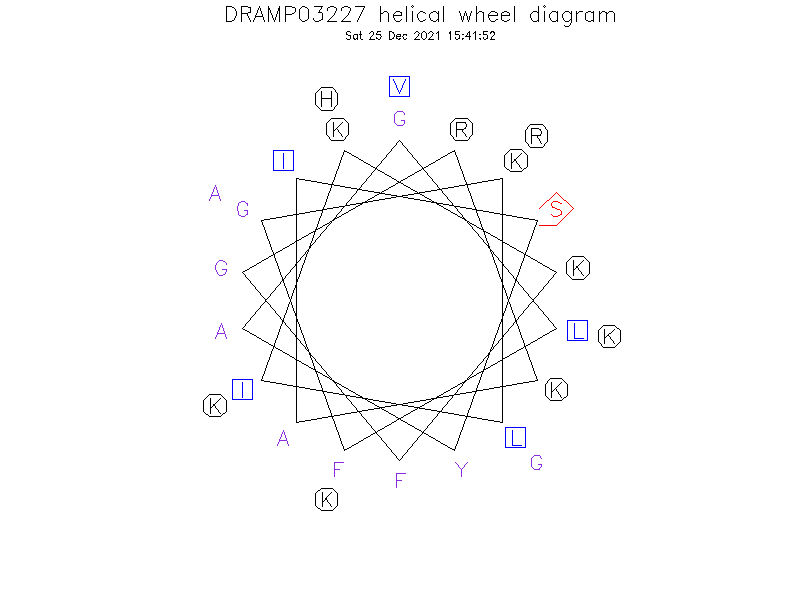 DRAMP03227 helical wheel diagram
Sat 25 Dec 2021 15:41:52
V
H
G
K
R
R
I
K
A
G
S
G
K
A
L
K
I
K
K
A
L
G
F
Y
F
K